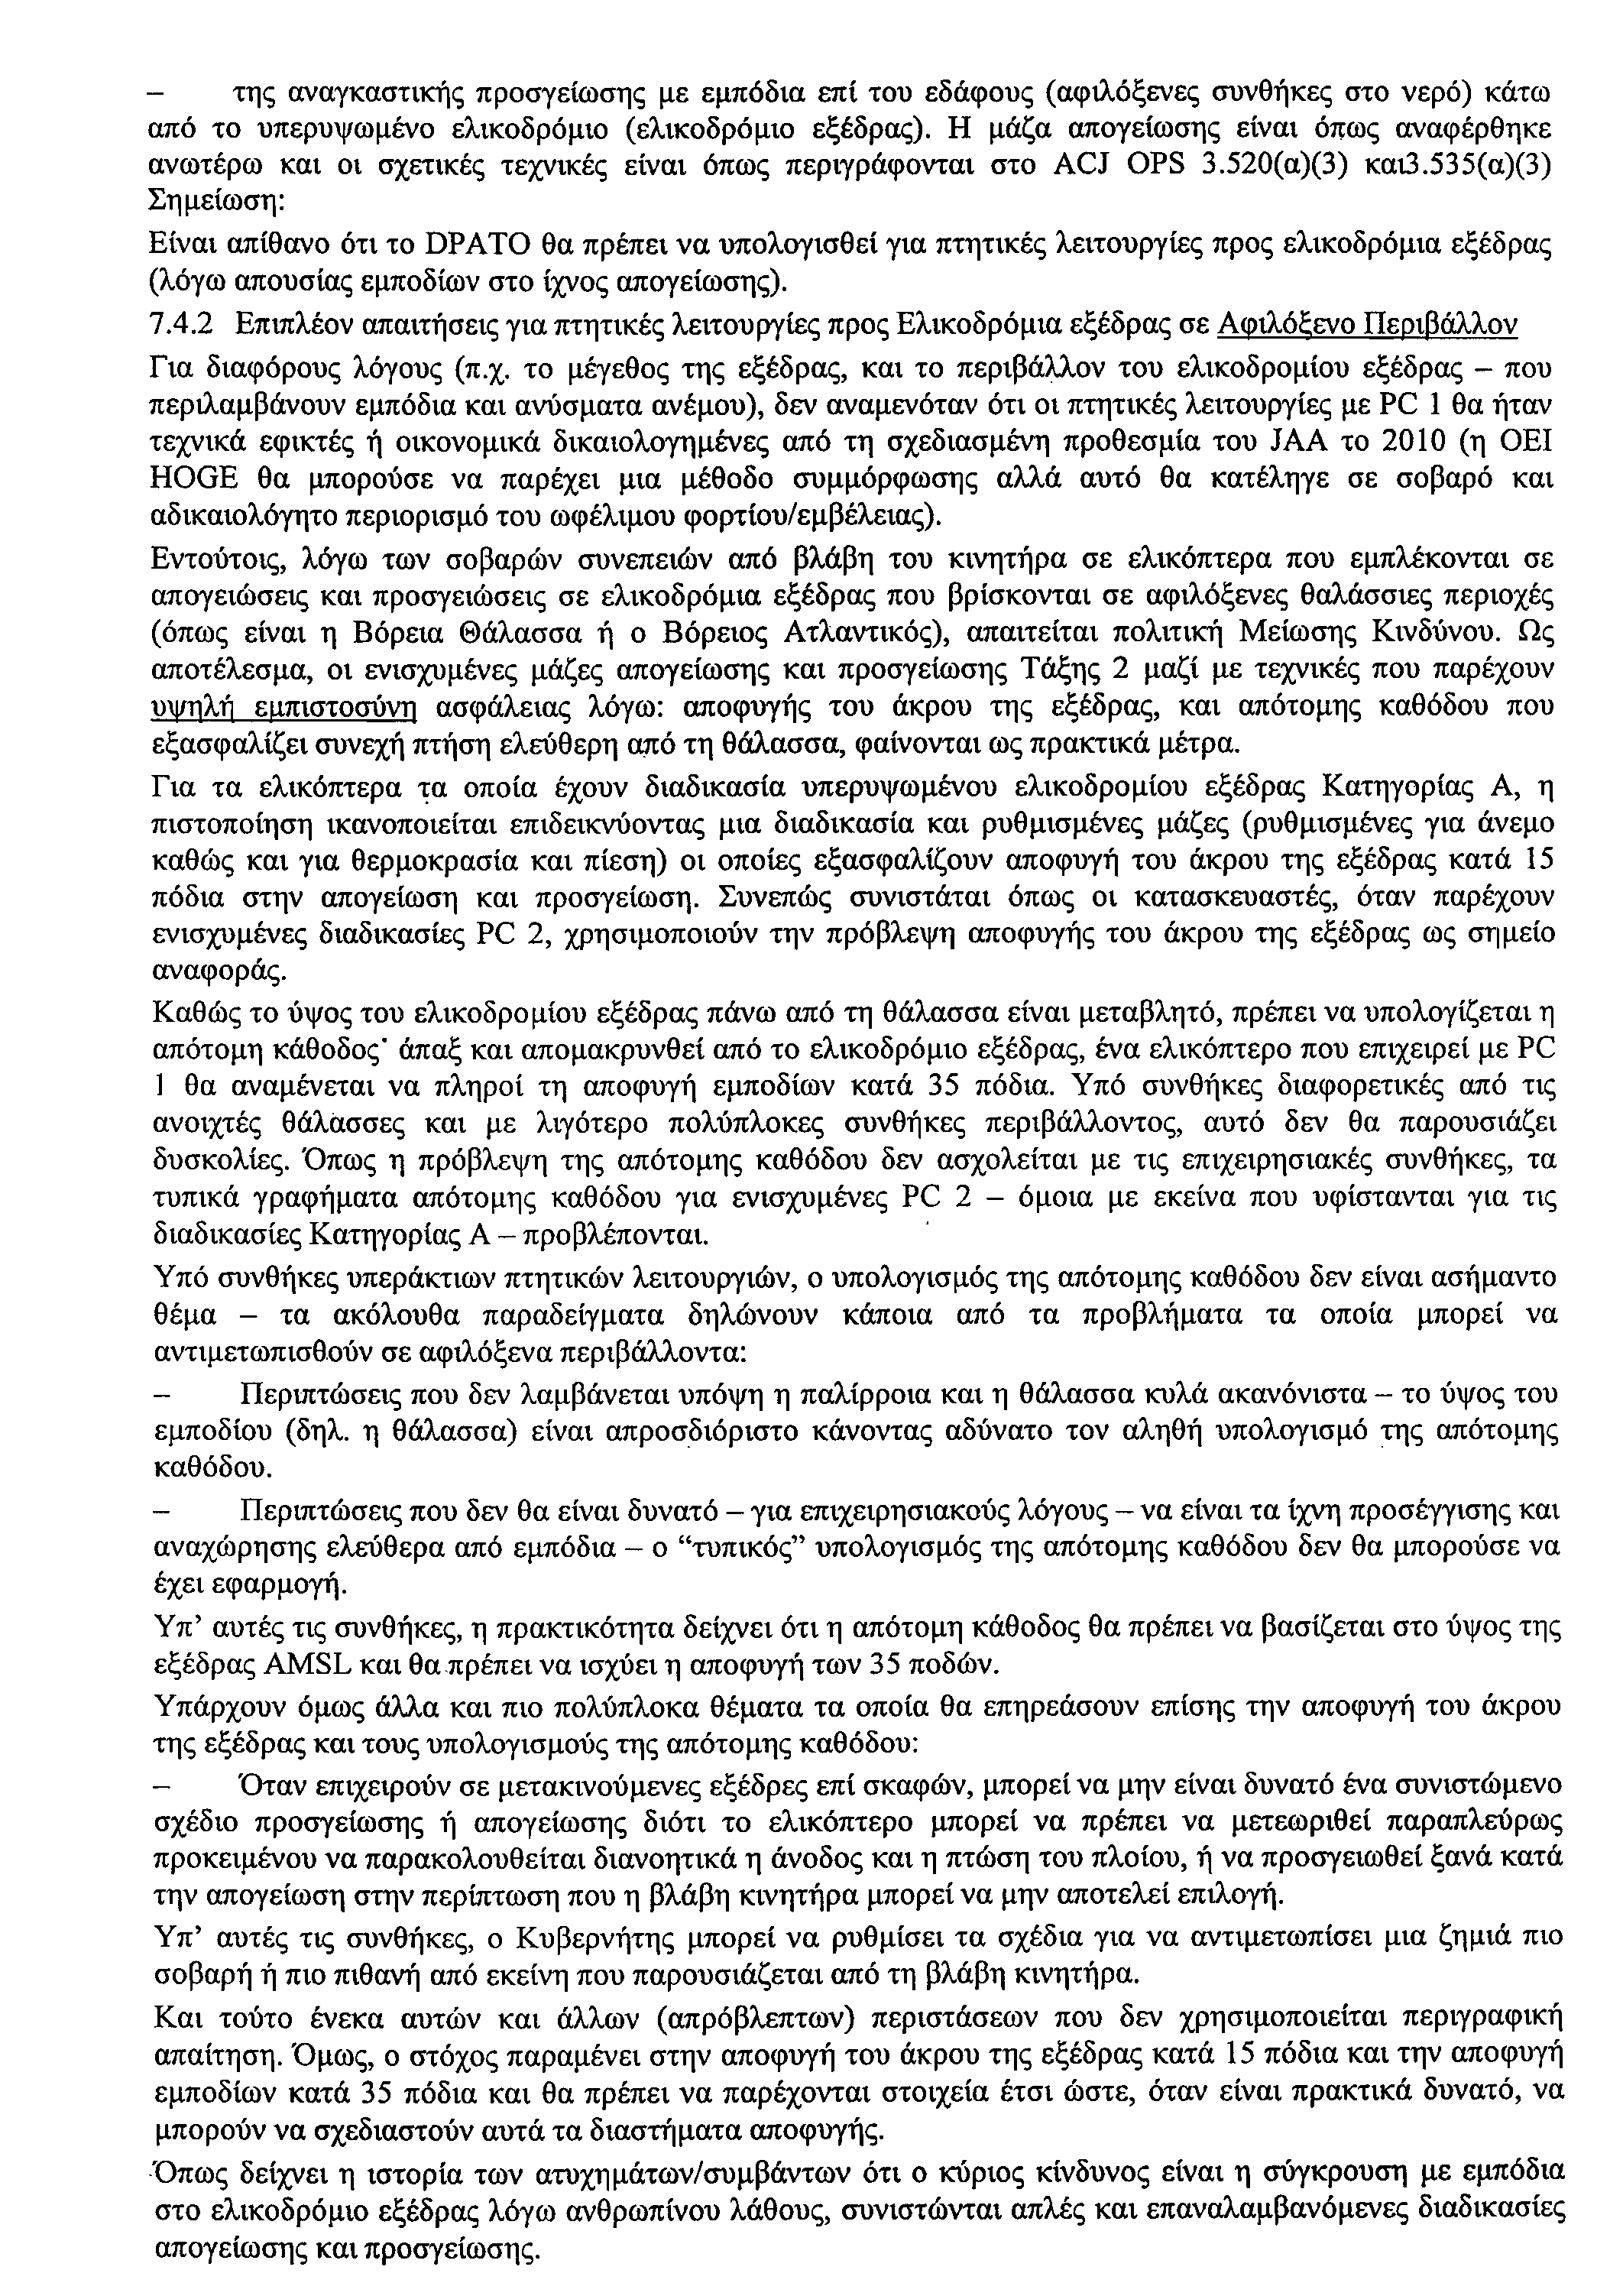 – της αναγκαστικής προσγείωσης με εμπόδια επί του εδάφους (αφιλόξενες συνθήκες στο νερό) κάτω
από το υπερυψωμένο ελικοδρόμιο (ελικοδρόμιο εξέδρας). Η μάζα απογείωσης είναι όπως αναφέρθηκε
ανωτέρω και οι σχετικές τεχνικές είναι όπως περιγράφονται στο ACJ OPS 3.520(α)(3) και3.535(α)(3)
Σημείωση:
Είναι απίθανο ότι το DPATO θα πρέπει να υπολογισθεί για πτητικές λειτουργίες προς ελικοδρόμια εξέδρας
(λόγω απουσίας εμποδίων στο ίχνος απογείωσης).
7.4.2 Επιπλέον απαιτήσεις για πτητικές λειτουργίες προς Ελικοδρόμια εξέδρας σε Αφιλόξενο Περιβάλλον
Για διαφόρους λόγους (π.χ. το μέγεθος της εξέδρας, και το περιβάλλον του ελικοδρομίου εξέδρας – που
περιλαμβάνουν εμπόδια και ανύσματα ανέμου), δεν αναμενόταν ότι οι πτητικές λειτουργίες με PC 1 θα ήταν
τεχνικά εφικτές ή οικονομικά δικαιολογημένες από τη σχεδιασμένη προθεσμία του JAA το 2010 (η OEI
HOGE θα μπορούσε να παρέχει μια μέθοδο συμμόρφωσης αλλά αυτό θα κατέληγε σε σοβαρό και
αδικαιολόγητο περιορισμό του ωφέλιμου φορτίου/εμβέλειας).
Εντούτοις, λόγω των σοβαρών συνεπειών από βλάβη του κινητήρα σε ελικόπτερα που εμπλέκονται σε
απογειώσεις και προσγειώσεις σε ελικοδρόμια εξέδρας που βρίσκονται σε αφιλόξενες θαλάσσιες περιοχές
(όπως είναι η Βόρεια Θάλασσα ή ο Βόρειος Ατλαντικός), απαιτείται πολιτική Μείωσης Κινδύνου. Ως
αποτέλεσμα, οι ενισχυμένες μάζες απογείωσης και προσγείωσης Τάξης 2 μαζί με τεχνικές που παρέχουν
υψηλή εμπιστοσύνη ασφάλειας λόγω: αποφυγής του άκρου της εξέδρας, και απότομης καθόδου που
εξασφαλίζει συνεχή πτήση ελεύθερη από τη θάλασσα, φαίνονται ως πρακτικά μέτρα.
Για τα ελικόπτερα τα οποία έχουν διαδικασία υπερυψωμένου ελικοδρομίου εξέδρας Κατηγορίας Α, η
πιστοποίηση ικανοποιείται επιδεικνύοντας μια διαδικασία και ρυθμισμένες μάζες (ρυθμισμένες για άνεμο
καθώς και για θερμοκρασία και πίεση) οι οποίες εξασφαλίζουν αποφυγή του άκρου της εξέδρας κατά 15
πόδια στην απογείωση και προσγείωση. Συνεπώς συνιστάται όπως οι κατασκευαστές, όταν παρέχουν
ενισχυμένες διαδικασίες PC 2, χρησιμοποιούν την πρόβλεψη αποφυγής του άκρου της εξέδρας ως σημείο
αναφοράς.
Καθώς το ύψος του ελικοδρομίου εξέδρας πάνω από τη θάλασσα είναι μεταβλητό, πρέπει να υπολογίζεται η
απότομη κάθοδος· άπαξ και απομακρυνθεί από το ελικοδρόμιο εξέδρας, ένα ελικόπτερο που επιχειρεί με PC
1 θα αναμένεται να πληροί τη αποφυγή εμποδίων κατά 35 πόδια. Υπό συνθήκες διαφορετικές από τις
ανοιχτές θάλασσες και με λιγότερο πολύπλοκες συνθήκες περιβάλλοντος, αυτό δεν θα παρουσιάζει
δυσκολίες. Όπως η πρόβλεψη της απότομης καθόδου δεν ασχολείται με τις επιχειρησιακές συνθήκες, τα
τυπικά γραφήματα απότομης καθόδου για ενισχυμένες PC 2 – όμοια με εκείνα που υφίστανται για τις
διαδικασίες Κατηγορίας Α – προβλέπονται.
Υπό συνθήκες υπεράκτιων πτητικών λειτουργιών, ο υπολογισμός της απότομης καθόδου δεν είναι ασήμαντο
θέμα – τα ακόλουθα παραδείγματα δηλώνουν κάποια από τα προβλήματα τα οποία μπορεί να
αντιμετωπισθούν σε αφιλόξενα περιβάλλοντα:
– Περιπτώσεις που δεν λαμβάνεται υπόψη η παλίρροια και η θάλασσα κυλά ακανόνιστα – το ύψος του
εμποδίου (δηλ. η θάλασσα) είναι απροσδιόριστο κάνοντας αδύνατο τον αληθή υπολογισμό της απότομης
καθόδου.
– Περιπτώσεις που δεν θα είναι δυνατό – για επιχειρησιακούς λόγους – να είναι τα ίχνη προσέγγισης και
αναχώρησης ελεύθερα από εμπόδια – ο “τυπικός” υπολογισμός της απότομης καθόδου δεν θα μπορούσε να
έχει εφαρμογή.
Υπ’ αυτές τις συνθήκες, η πρακτικότητα δείχνει ότι η απότομη κάθοδος θα πρέπει να βασίζεται στο ύψος της
εξέδρας AMSL και θα πρέπει να ισχύει η αποφυγή των 35 ποδών.
Υπάρχουν όμως άλλα και πιο πολύπλοκα θέματα τα οποία θα επηρεάσουν επίσης την αποφυγή του άκρου
της εξέδρας και τους υπολογισμούς της απότομης καθόδου:
– Όταν επιχειρούν σε μετακινούμενες εξέδρες επί σκαφών, μπορεί να μην είναι δυνατό ένα συνιστώμενο
σχέδιο προσγείωσης ή απογείωσης διότι το ελικόπτερο μπορεί να πρέπει να μετεωριθεί παραπλεύρως
προκειμένου να παρακολουθείται διανοητικά η άνοδος και η πτώση του πλοίου, ή να προσγειωθεί ξανά κατά
την απογείωση στην περίπτωση που η βλάβη κινητήρα μπορεί να μην αποτελεί επιλογή.
Υπ’ αυτές τις συνθήκες, ο Κυβερνήτης μπορεί να ρυθμίσει τα σχέδια για να αντιμετωπίσει μια ζημιά πιο
σοβαρή ή πιο πιθανή από εκείνη που παρουσιάζεται από τη βλάβη κινητήρα.
Και τούτο ένεκα αυτών και άλλων (απρόβλεπτων) περιστάσεων που δεν χρησιμοποιείται περιγραφική
απαίτηση. Όμως, ο στόχος παραμένει στην αποφυγή του άκρου της εξέδρας κατά 15 πόδια και την αποφυγή
εμποδίων κατά 35 πόδια και θα πρέπει να παρέχονται στοιχεία έτσι ώστε, όταν είναι πρακτικά δυνατό, να
μπορούν να σχεδιαστούν αυτά τα διαστήματα αποφυγής.
Όπως δείχνει η ιστορία των ατυχημάτων/συμβάντων ότι ο κύριος κίνδυνος είναι η σύγκρουση με εμπόδια
στο ελικοδρόμιο εξέδρας λόγω ανθρωπίνου λάθους, συνιστώνται απλές και επαναλαμβανόμενες διαδικασίες
απογείωσης και προσγείωσης.